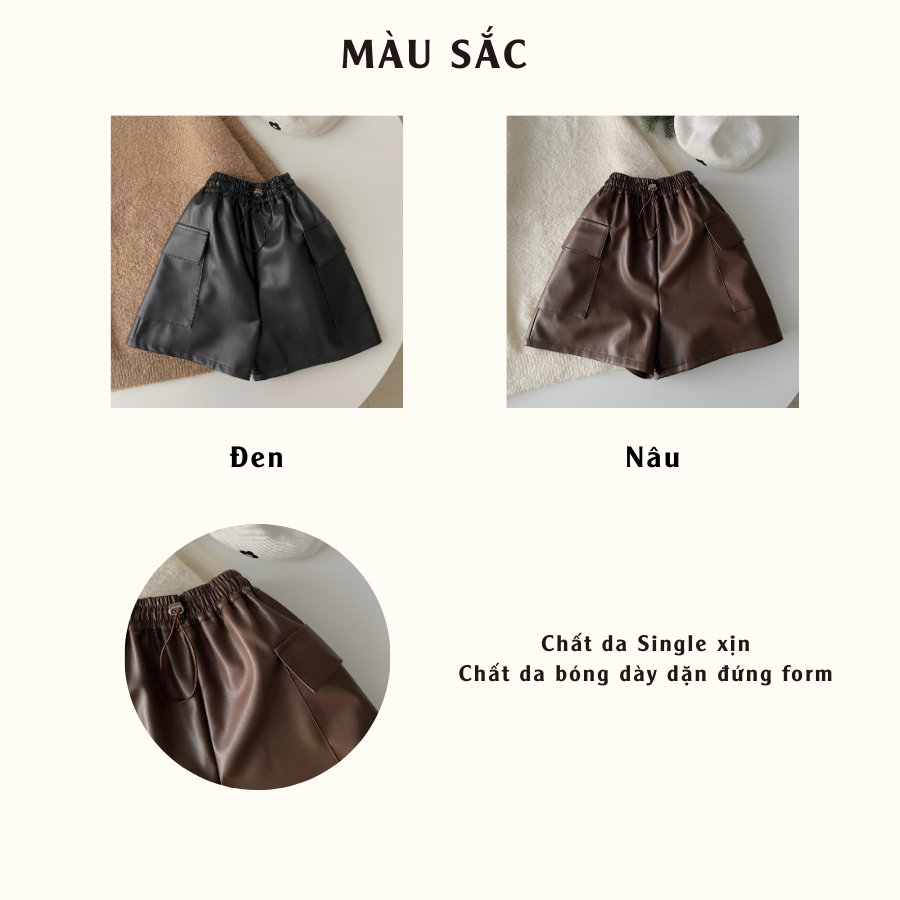 MÀU SẮC
Đen
Nâu
Chất da Single xịn
Chất da bóng dày dặn đứng form